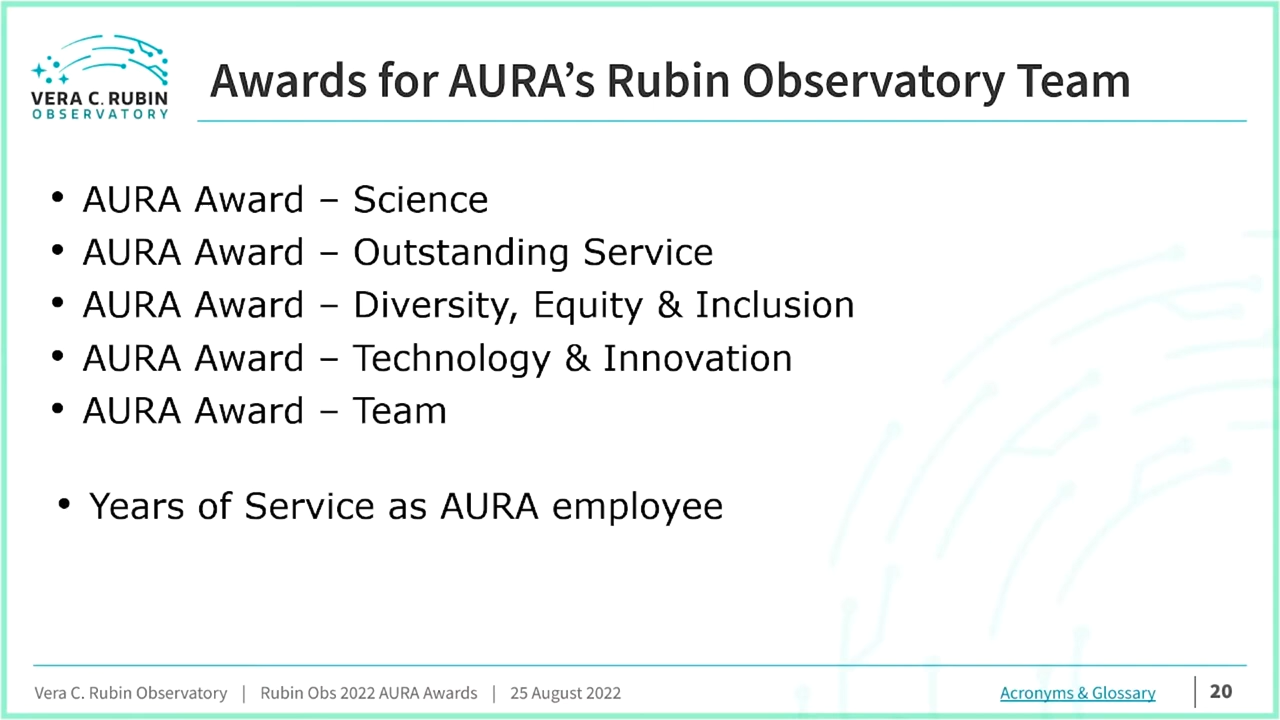 VERA C. RUBIN
OBSERVATORY
Awards for AURA’s Rubin Observatory Team
• AURA Award – Science
• AURA Award – Outstanding Service
• AURA Award – Diversity, Equity & Inclusion
• AURA Award – Technology & Innovation
• AURA Award – Team
• Years of Service as AURA employee
Vera C. Rubin Observatory | Rubin Obs 2022 AURA Awards | 25 August 2022
Acronyms & Glossary | 20